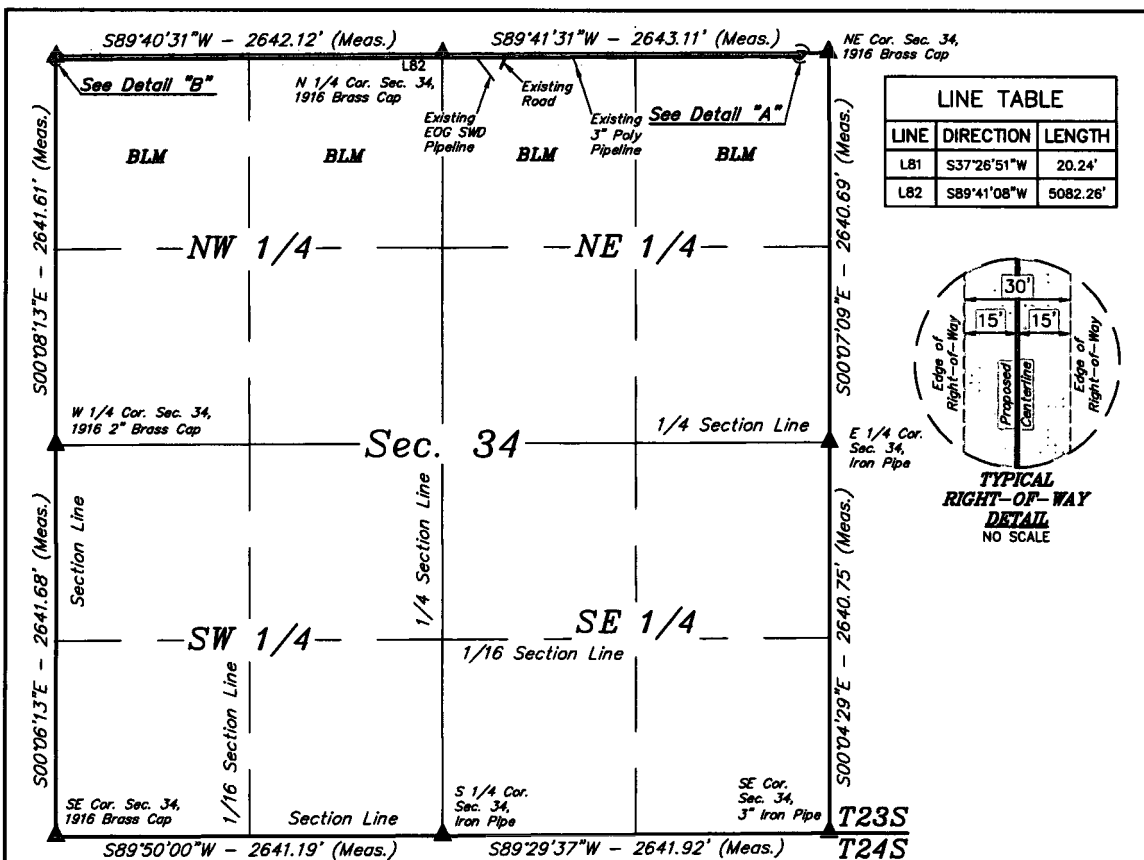 S89°40'31"W - 2642.12' (Meas.)
S89°41'31"W - 2643.11' (Meas.)
NE Cor. Sec. 34,
1916 Brass Cap
See Detail "B"
L82
N 1/4 Cor. Sec. 34,
1916 Brass Cap
Existing
EOG SWD
Pipeline
Existing
Road
Existing
3" Poly
Pipeline
See Detail "A"
BLM
BLM
BLM
BLM
LINE TABLE
LINE DIRECTION LENGTH
L81 S37°26'51"W 20.24'
L82 S89°41'08"W 5082.26'
S00°08'13"E - 2641.61' (Meas.)
S00°07'09"E - 2640.69' (Meas.)
NW 1/4
NE 1/4
30'
15' 15'
Edge of
Right-of-Way
Proposed
Centerline
Edge of
Right-of-Way
TYPICAL
RIGHT-OF-WAY
DETAIL
NO SCALE
W 1/4 Cor. Sec. 34,
1916 2" Brass Cap
Sec. 34
1/4 Section Line
E 1/4 Cor.
Sec. 34,
Iron Pipe
S00°06'13"E - 2641.68' (Meas.)
Section Line
1/4 Section Line
S00°04'29"E - 2640.75' (Meas.)
SW 1/4
SE 1/4
1/16 Section Line
1/16 Section Line
SE Cor. Sec. 34,
1916 Brass Cap
Section Line
S 1/4 Cor.
Sec. 34,
Iron Pipe
SE Cor.
Sec. 34,
3" Iron Pipe
T23S
T24S
S89°50'00"W - 2641.19' (Meas.)
S89°29'37"W - 2641.92' (Meas.)